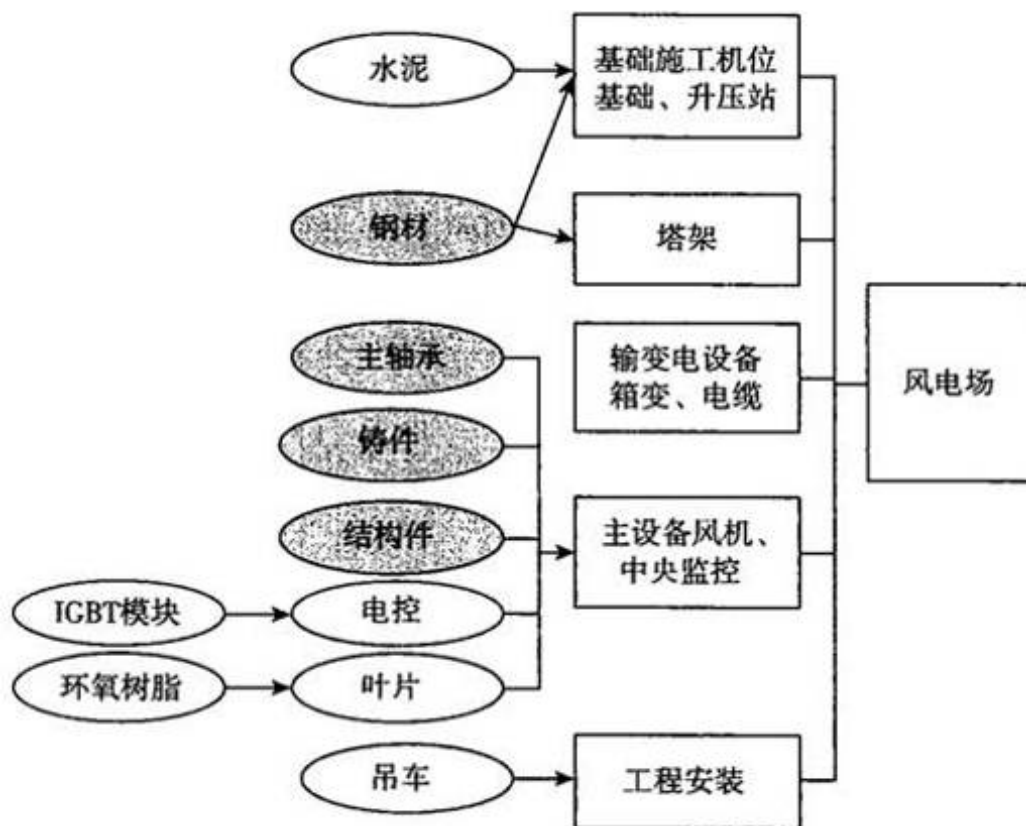 水泥
基础施工机位
基础、升压站
钢材
塔架
主轴承
输变电设备
箱变、电缆
风电场
铸件
结构件
主设备风机、
中央监控
IGBT模块
电控
环氧树脂
叶片
吊车
工程安装